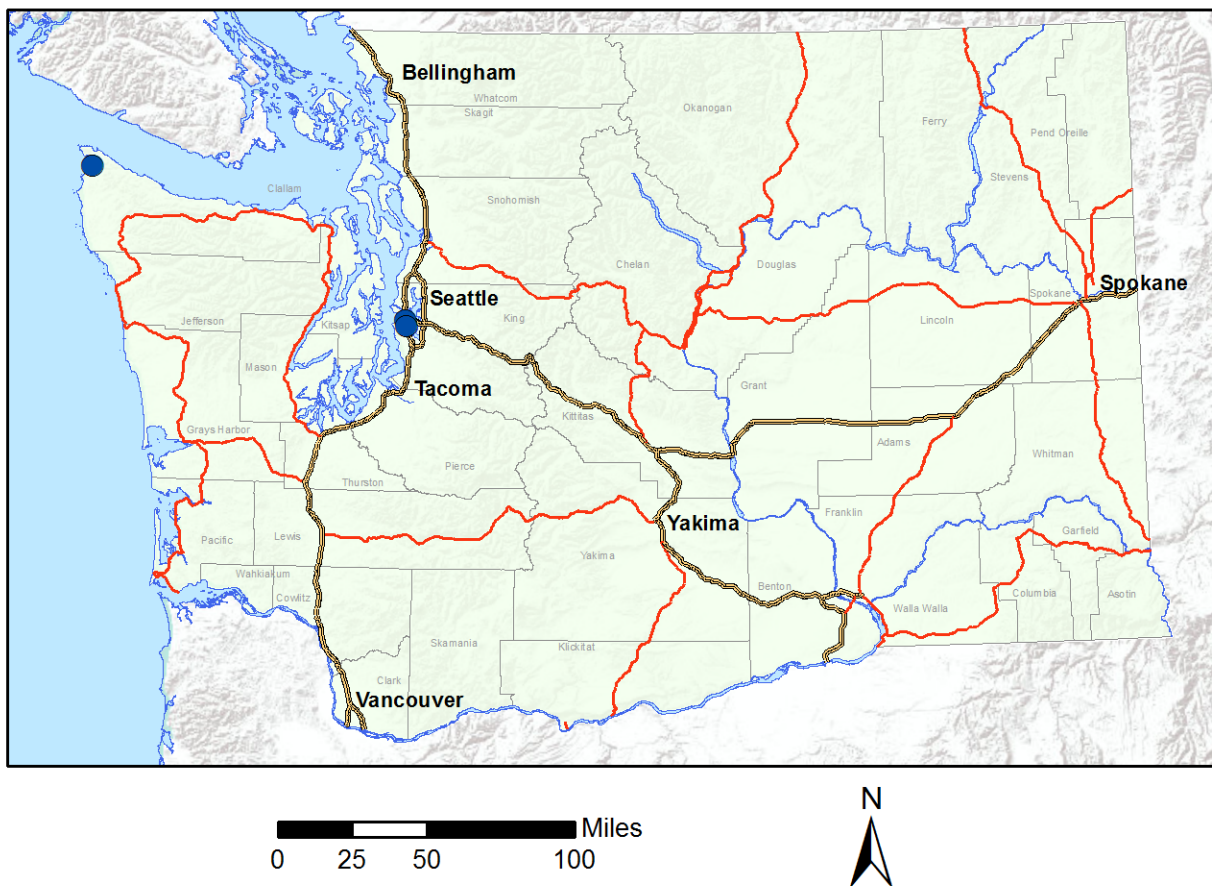 Bellingham
Whatcom
Skagit
Okanogan
Ferry
Pend Oreille
Stevens
Clallam
Snohomish
Chelan
Douglas
Seattle
King
Spokane
Spokane
Lincoln
Jefferson
Kitsap
Mason
Tacoma
Grant
Kittitas
Grays Harbor
Adams
Whitman
Pierce
Thurston
Yakima
Franklin
Garfield
Pacific
Lewis
Yakima
Wahkiakum
Cowlitz
Benton
Walla Walla
Columbia
Asotin
Skamania
Klickitat
Clark
Vancouver
N
Miles
0 25 50 100